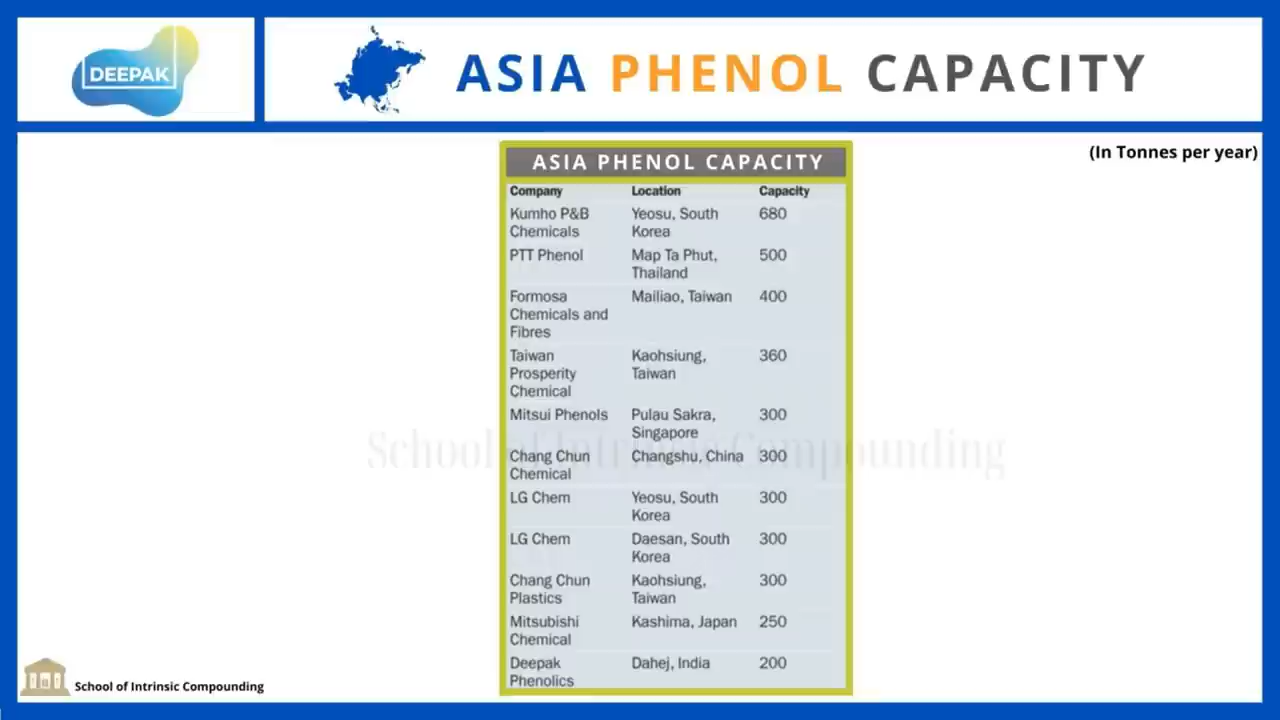 DEEPAK
ASIA PHENOL CAPACITY
(In Tonnes per year)
ASIA PHENOL CAPACITY
Company Location Capacity
Kumho P&B Yeosu, South 680
Chemicals Korea
PTT Phenol Map Ta Phut, 500
Thailand
Formosa Mailiao, Taiwan 400
Chemicals and
Fibres
Taiwan Kaohsiung, 360
Prosperity Taiwan
Chemical
Mitsui Phenols Pulau Sakra, 300
Singapore
School of Intrinsic Compounding
Chang Chun Changshu, China 300
Chemical
LG Chem Yeosu, South 300
Korea
LG Chem Daesan, South 300
Korea
Chang Chun Kaohsiung, 300
Plastics Taiwan
Mitsubishi Kashima, Japan 250
Chemical
Deepak Dahej, India 200
Phenolics
School of Intrinsic Compounding